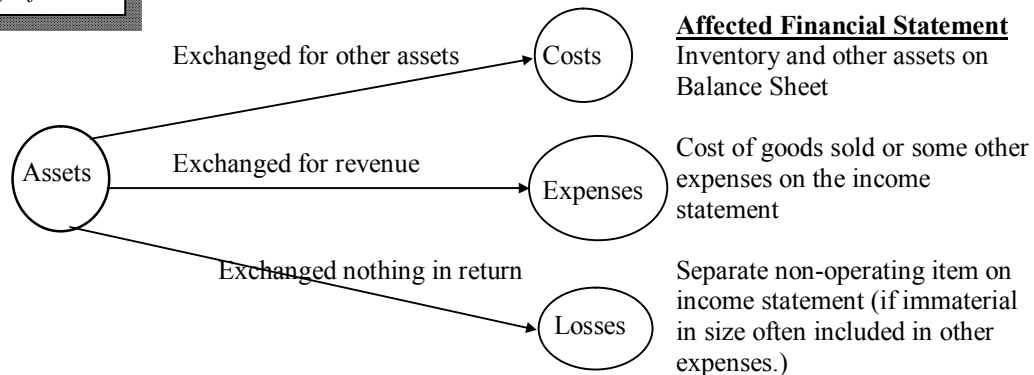 Affected Financial Statement
Exchanged for other assets
Costs
Inventory and other assets on
Balance Sheet
Assets
Exchanged for revenue
Expenses
Cost of goods sold or some other
expenses on the income
statement
Exchanged nothing in return
Losses
Separate non-operating item on
income statement (if immaterial
in size often included in other
expenses.)